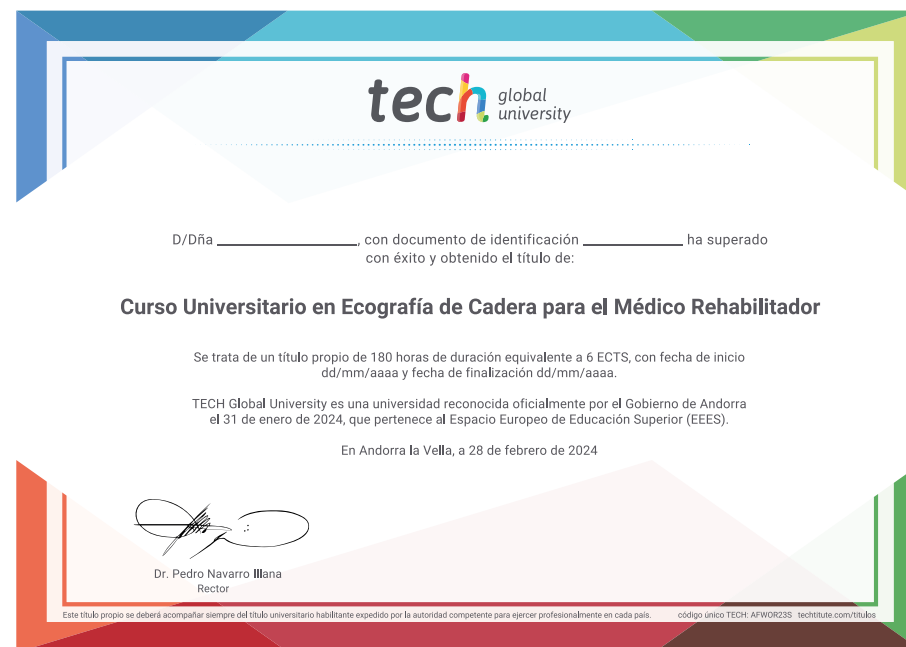 tech global university
D/Dña ________________, con documento de identificación ____________ ha superado
con éxito y obtenido el título de:
Curso Universitario en Ecografía de Cadera para el Médico Rehabilitador
Se trata de un título propio de 180 horas de duración equivalente a 6 ECTS, con fecha de inicio
dd/mm/aaaa y fecha de finalización dd/mm/aaaa.
TECH Global University es una universidad reconocida oficialmente por el Gobierno de Andorra
el 31 de enero de 2024, que pertenece al Espacio Europeo de Educación Superior (EEES).
En Andorra la Vella, a 28 de febrero de 2024
Dr. Pedro Navarro Illana
Rector
Este título propio se deberá acompañar siempre del título universitario habilitante expedido por la autoridad competente para ejercer profesionalmente en cada país. código único TECH: AFWOR23S techtitute.com/titulos